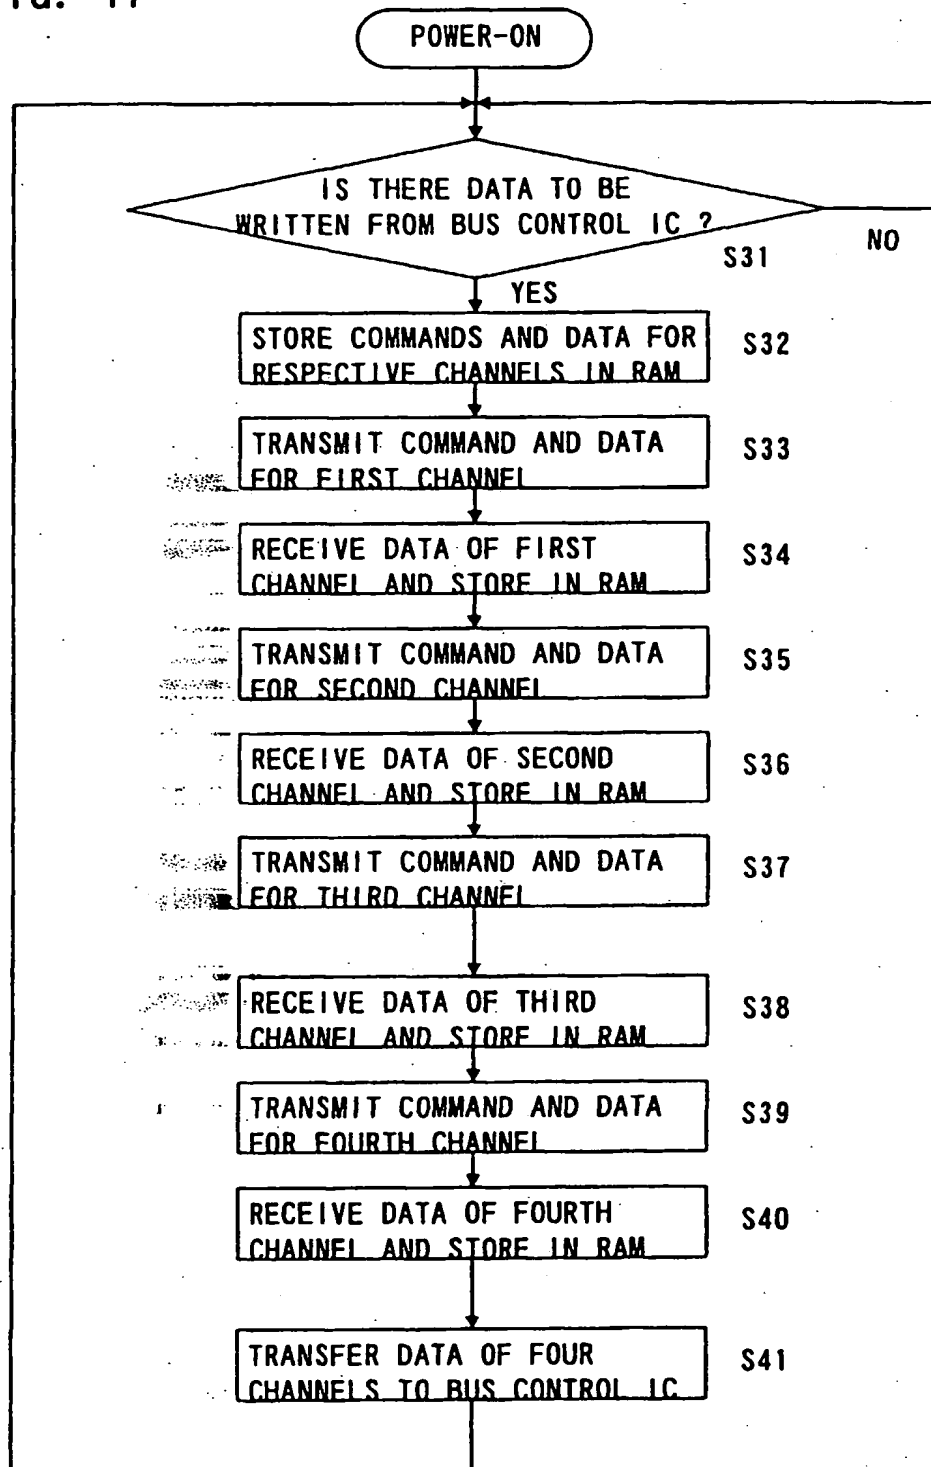 POWER-ON
IS THERE DATA TO BE
WRITTEN FROM BUS CONTROL IC ?
S31
NO
YES
STORE COMMANDS AND DATA FOR
RESPECTIVE CHANNELS IN RAM
S32
TRANSMIT COMMAND AND DATA
FOR FIRST CHANNEL
S33
RECEIVE DATA OF FIRST
CHANNEL AND STORE IN RAM
S34
TRANSMIT COMMAND AND DATA
FOR SECOND CHANNEL
S35
RECEIVE DATA OF SECOND
CHANNEL AND STORE IN RAM
S36
TRANSMIT COMMAND AND DATA
FOR THIRD CHANNEL
S37
RECEIVE DATA OF THIRD
CHANNEL AND STORE IN RAM
S38
TRANSMIT COMMAND AND DATA
FOR FOURTH CHANNEL
S39
RECEIVE DATA OF FOURTH
CHANNEL AND STORE IN RAM
S40
TRANSFER DATA OF FOUR
CHANNELS TO BUS CONTROL IC
S41